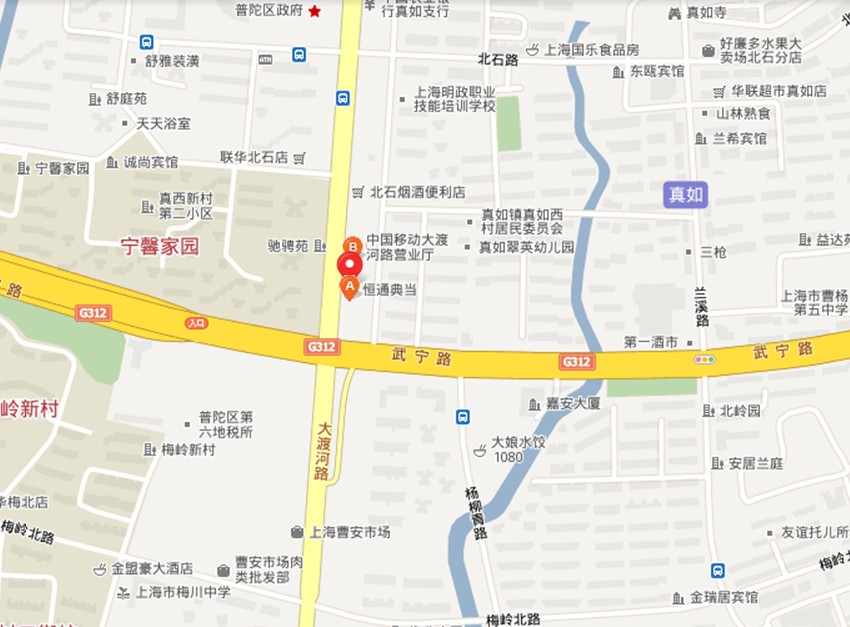 普陀区政府
行真如支行
真如寺
北石路
上海国乐食品房
好廉多水果大
卖场北石分店
舒雅装潢
ATM
东瓯宾馆
舒庭苑
上海明政职业
技能培训学校
华联超市真如店
山林熟食
天天浴室
兰希宾馆
宁馨家园
诚尚宾馆
联华北石店
真西新村
第二小区
北石烟酒便利店
真如
真如镇真如西
村居民委员会
宁馨家园
驰骋苑
B
中国移动大渡
河路营业厅
真如翠英幼儿园
益达苑
三枪
A
恒通典当
路
兰溪路
上海市曹杨
第五中学
G312
入口
G312
武宁路
G312
第一酒市
武宁路
岭新村
普陀区第
六地税所
梅岭新村
大渡河路
嘉安大厦
北岭园
大娘水饺
1080
安居兰庭
华梅北店
梅岭北路
杨柳青路
上海曹安市场
友谊托儿所
金盟豪大酒店
曹安市场肉
类批发部
上海市梅川中学
梅岭
金瑞居宾馆
梅岭北路